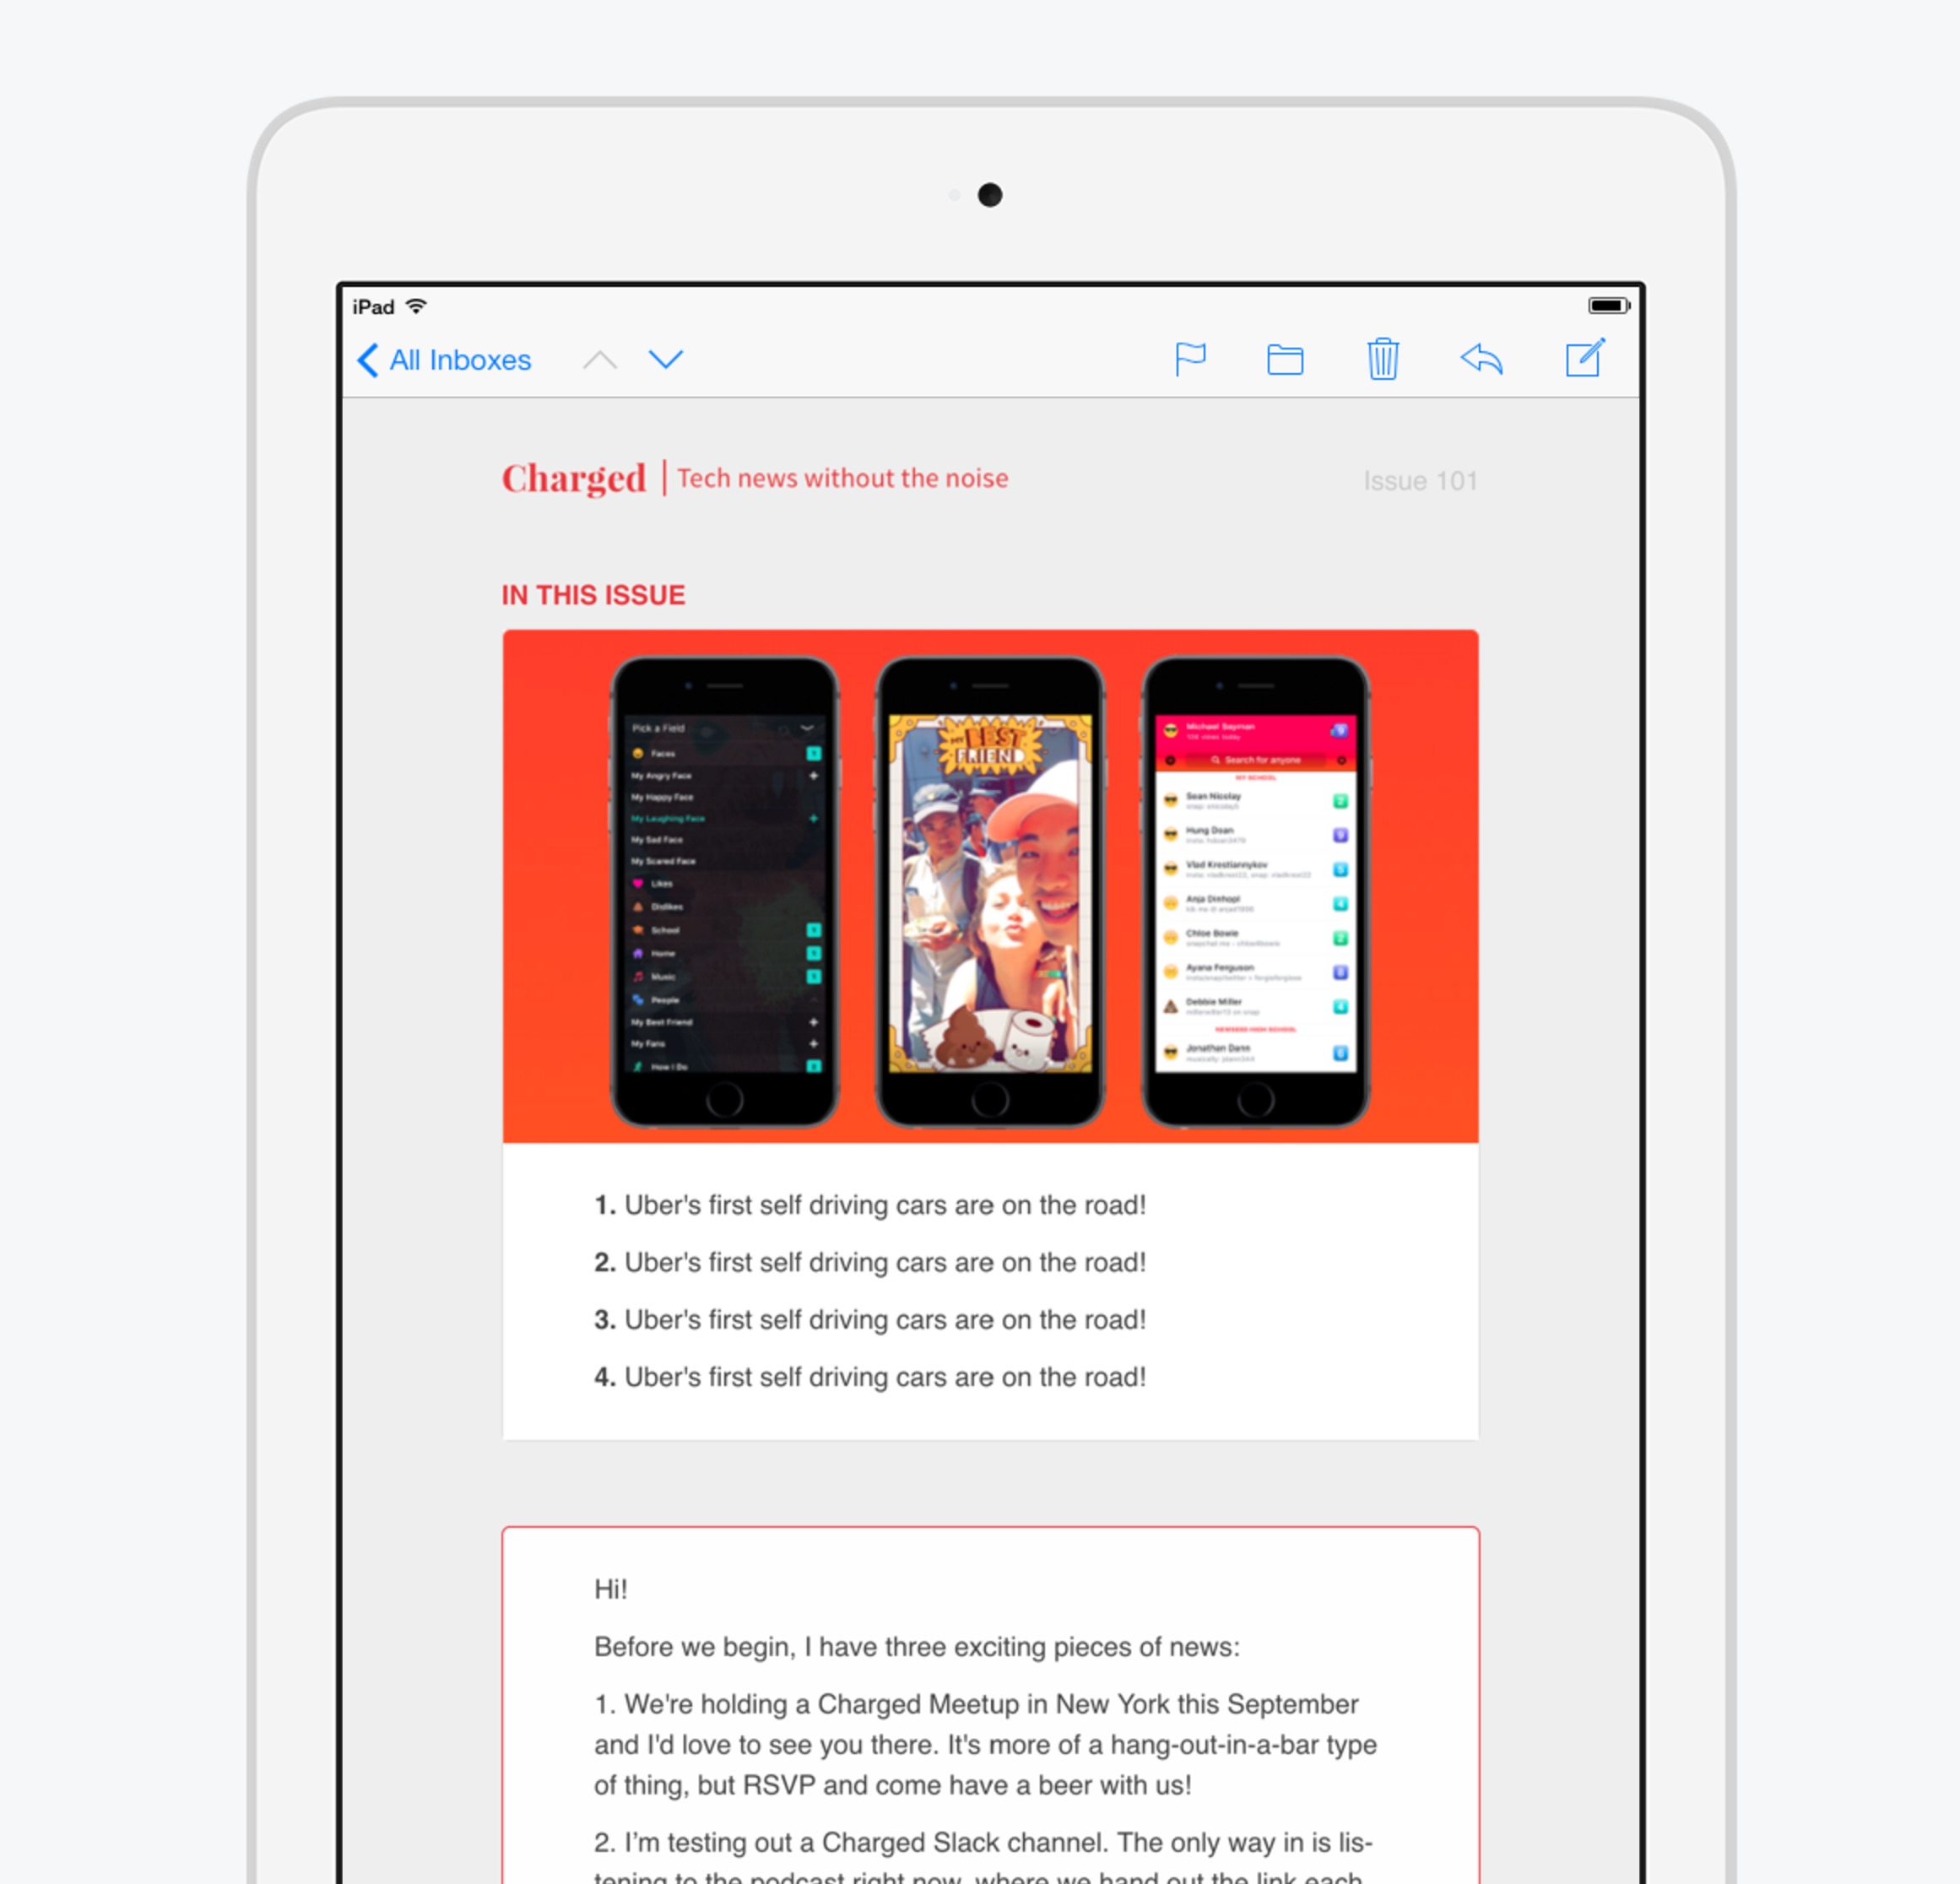 iPad
All Inboxes
Charged
Tech news without the noise
Issue 101
IN THIS ISSUE
Pick a Field
Faces
My Angry Face
My Happy Face
My Laughing Face
My Sad Face
My Scared Face
Likes
Dislikes
School
Home
Music
People
My Best Friend
My Fans
How I Do
MY BEST
FRIEND
Michael Sayman
Search for anyone
MY SCHOOL
Sean Nicolay
Hung Doan
Vlad Krestiannykov
Anja Dinhopl
Chloe Bowie
Ayana Ferguson
Debbie Miller
Jonathan Dann
1. Uber's first self driving cars are on the road!
2. Uber's first self driving cars are on the road!
3. Uber's first self driving cars are on the road!
4. Uber's first self driving cars are on the road!
Hi!
Before we begin, I have three exciting pieces of news:
1. We're holding a Charged Meetup in New York this September
and I'd love to see you there. It's more of a hang-out-in-a-bar type
of thing, but RSVP and come have a beer with us!
2. I’m testing out a Charged Slack channel. The only way in is lis-
tening to the podcast right now, where we hand out the link each